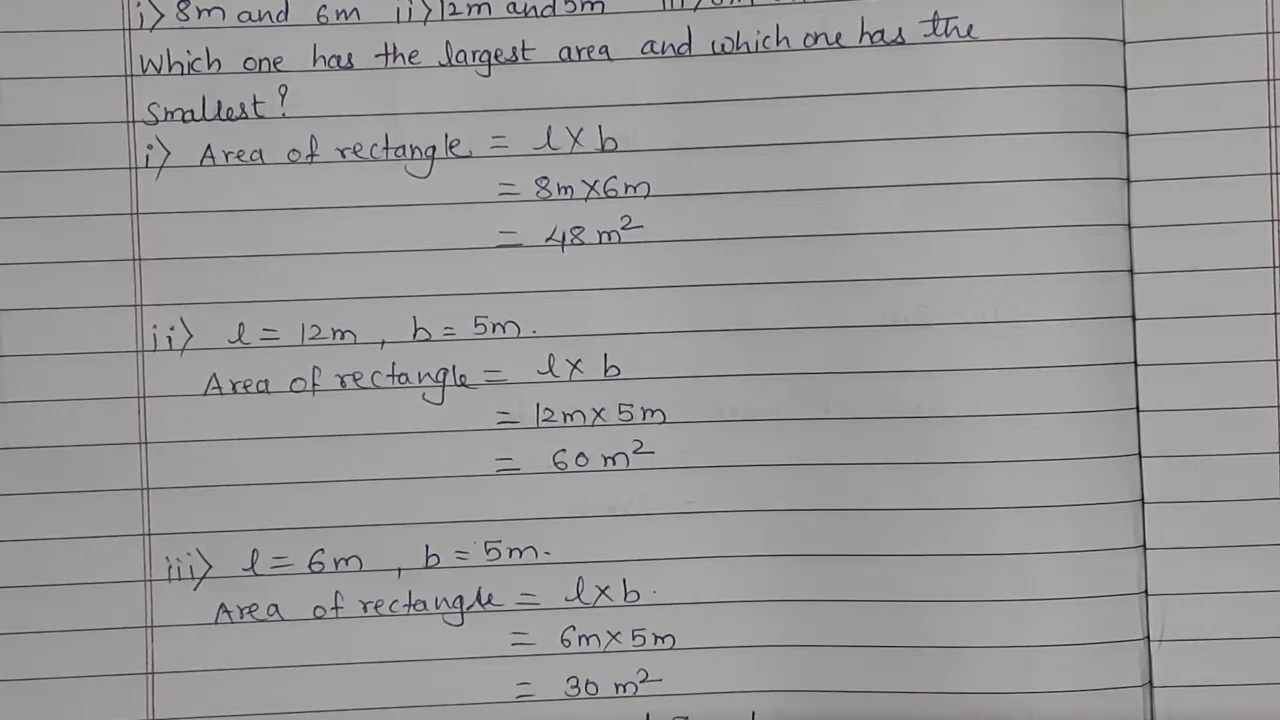 i) 8m and 6m ii) 12m and 5m
Which one has the largest area and which one has the
smallest?
i) Area of rectangle = l x b
= 8m x 6m
= 48 m²
ii) l = 12m, b = 5m.
Area of rectangle = l x b
= 12m x 5m
= 60 m²
iii) l = 6m, b = 5m.
Area of rectangle = l x b.
= 6m x 5m
= 30 m²